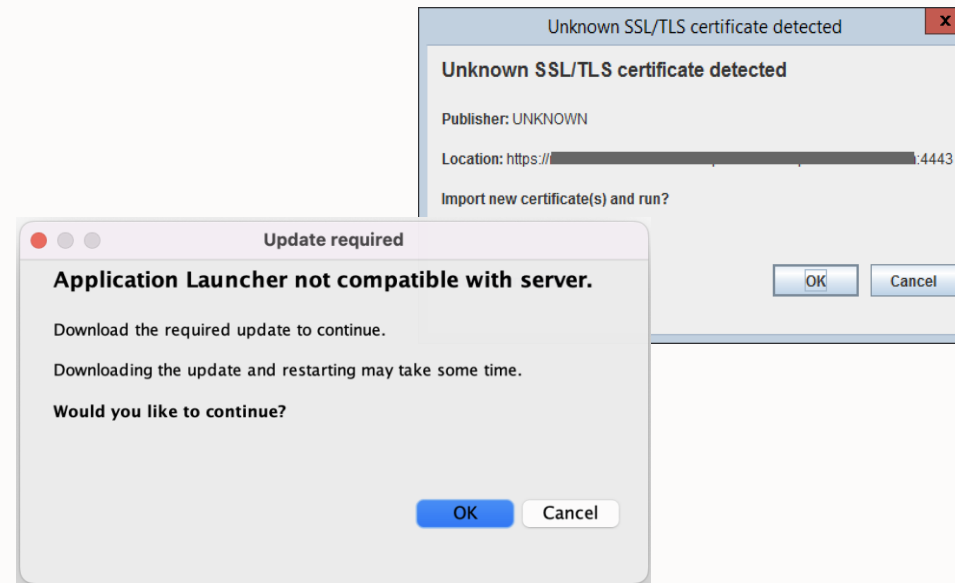 Unknown SSL/TLS certificate detected
x
Unknown SSL/TLS certificate detected
Publisher: UNKNOWN
Location: https:// :4443
Import new certificate(s) and run?
OK Cancel
Update required
Application Launcher not compatible with server.
Download the required update to continue.
Downloading the update and restarting may take some time.
Would you like to continue?
OK Cancel